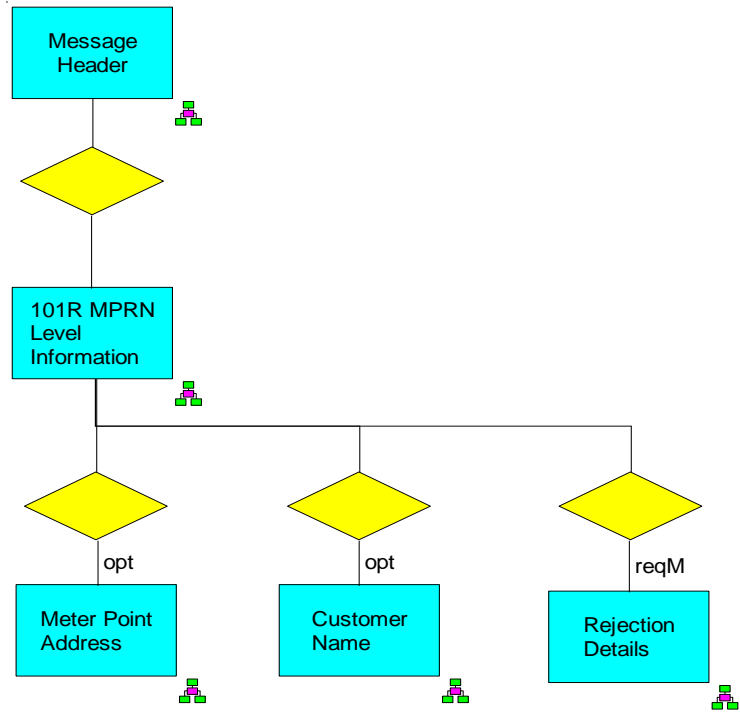 Message
Header
101R MPRN
Level
Information
opt
opt
reqM
Meter Point
Address
Customer
Name
Rejection
Details